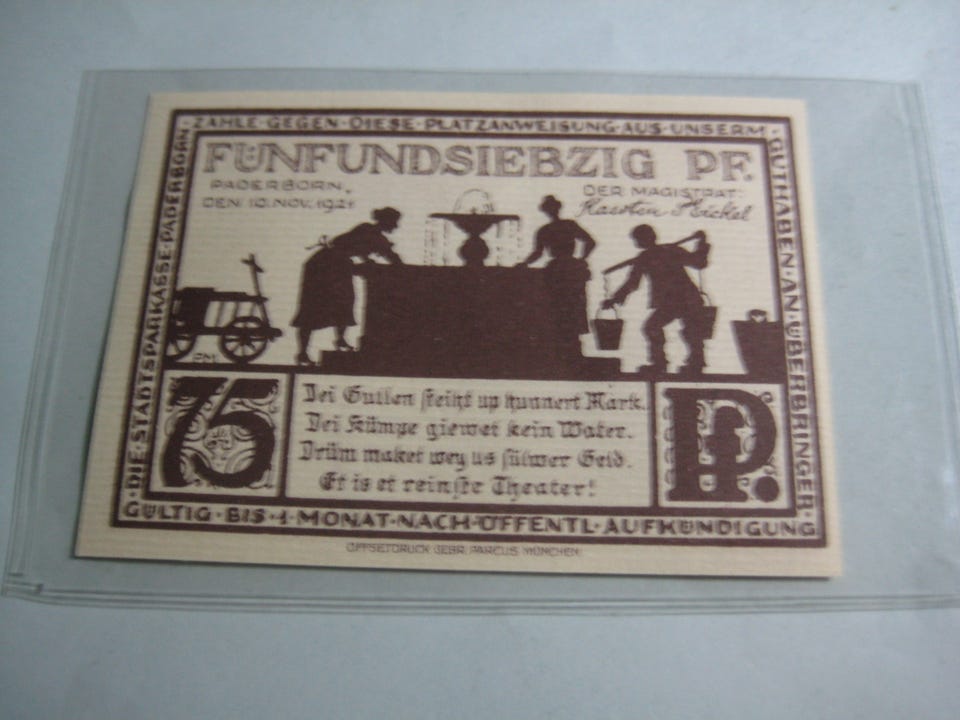 · ZAHLE · GEGEN · DIESE · PLATZANWEISUNG · AUS · UNSERM ·
GUTHABEN · AN · ÜBERBRINGER ·
· DIE · STADTSPARKASSE · PADERBORN
FÜNFUNDSIEBZIG PF.
PADERBORN,
DEN 10. NOV. 1921
DER MAGISTRAT:
PM
75
Dei Gullen steiht up hunnert Mark.
Dei Kümpe giewet kein Water.
Drüm maket wey us sülwer Geld.
Et is et reinste Theater!
Pf.
GÜLTIG · BIS · 1 · MONAT · NACH · ÖFFENTL · AUFKÜNDIGUNG
OFFSETDRUCK GEBR. PARCUS MÜNCHEN